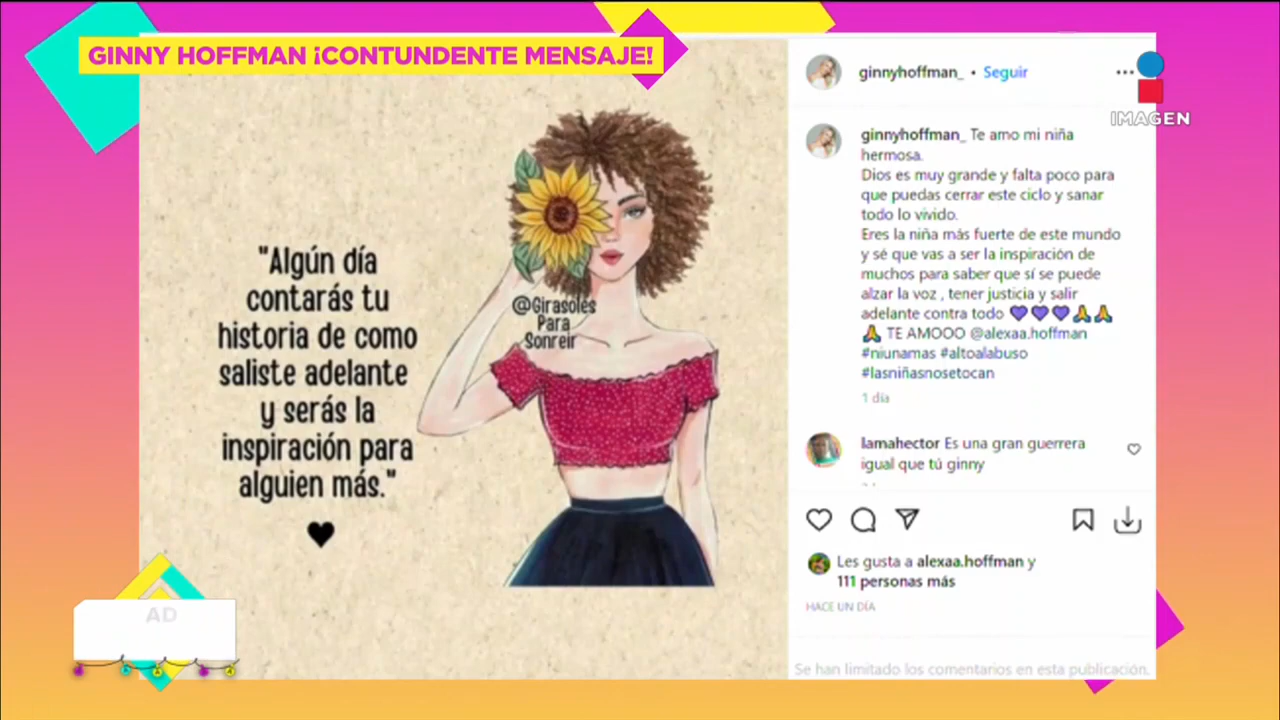 GINNY HOFFMAN ¡CONTUNDENTE MENSAJE!
"Algún día
contarás tu
historia de como
saliste adelante
y serás la
inspiración para
alguien más."
@Girasoles
Para
Sonreir
ginnyhoffman_ • Seguir
IMAGEN
ginnyhoffman_ Te amo mi niña
hermosa.
Dios es muy grande y falta poco para
que puedas cerrar este ciclo y sanar
todo lo vivido.
Eres la niña más fuerte de este mundo
y sé que vas a ser la inspiración de
muchos para saber que sí se puede
alzar la voz , tener justicia y salir
adelante contra todo 💜💜💜🙏🙏
🙏 TE AMOOO @alexaa.hoffman
#niunamas #altoalabuso
#lasniñasnosetocan
1 día
lamahector Es una gran guerrera
igual que tú ginny
Les gusta a alexaa.hoffman y
111 personas más
HACE UN DÍA
Se han limitado los comentarios en esta publicación.
AD